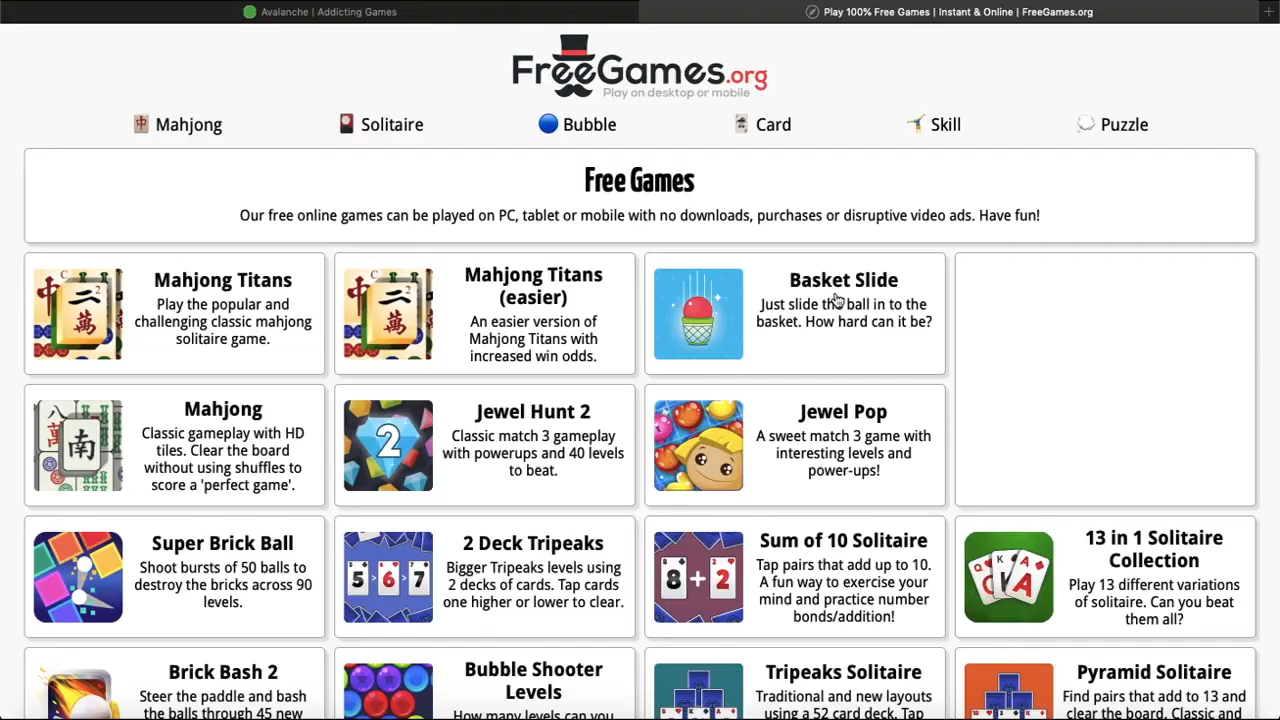 Avalanche | Addicting Games
Play 100% Free Games | Instant & Online | FreeGames.org
FreeGames.org
Play on desktop or mobile
Mahjong
Solitaire
Bubble
Card
Skill
Puzzle
Free Games
Our free online games can be played on PC, tablet or mobile with no downloads, purchases or disruptive video ads. Have fun!
Mahjong Titans
Play the popular and
challenging classic mahjong
solitaire game.
Mahjong Titans
(easier)
An easier version of
Mahjong Titans with
increased win odds.
Basket Slide
Just slide the ball in to the
basket. How hard can it be?
Mahjong
Classic gameplay with HD
tiles. Clear the board
without using shuffles to
score a 'perfect game'.
Jewel Hunt 2
Classic match 3 gameplay
with powerups and 40 levels
to beat.
Jewel Pop
A sweet match 3 game with
interesting levels and
power-ups!
Super Brick Ball
Shoot bursts of 50 balls to
destroy the bricks across 90
levels.
2 Deck Tripeaks
Bigger Tripeaks levels using
2 decks of cards. Tap cards
one higher or lower to clear.
Sum of 10 Solitaire
Tap pairs that add up to 10.
A fun way to exercise your
mind and practice number
bonds/addition!
13 in 1 Solitaire
Collection
Play 13 different variations
of solitaire. Can you beat
them all?
Brick Bash 2
Steer the paddle and bash
the balls through 45 new
Bubble Shooter
Levels
How many levels can you
Tripeaks Solitaire
Traditional and new layouts
using a 52 card deck. Tap
Pyramid Solitaire
Find pairs that add to 13 and
clear the board. Classic and